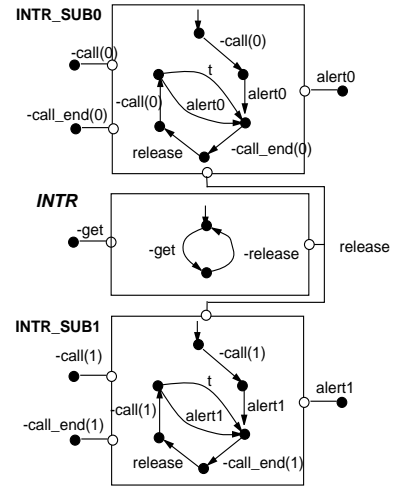 INTR_SUB0
-call(0)
-call(0)
t
alert0
alert0
-call(0)
alert0
-call_end(0)
-call_end(0)
release
INTR
-get
-get
-release
release
INTR_SUB1
-call(1)
-call(1)
t
alert1
-call(1)
alert1
alert1
-call_end(1)
release
-call_end(1)